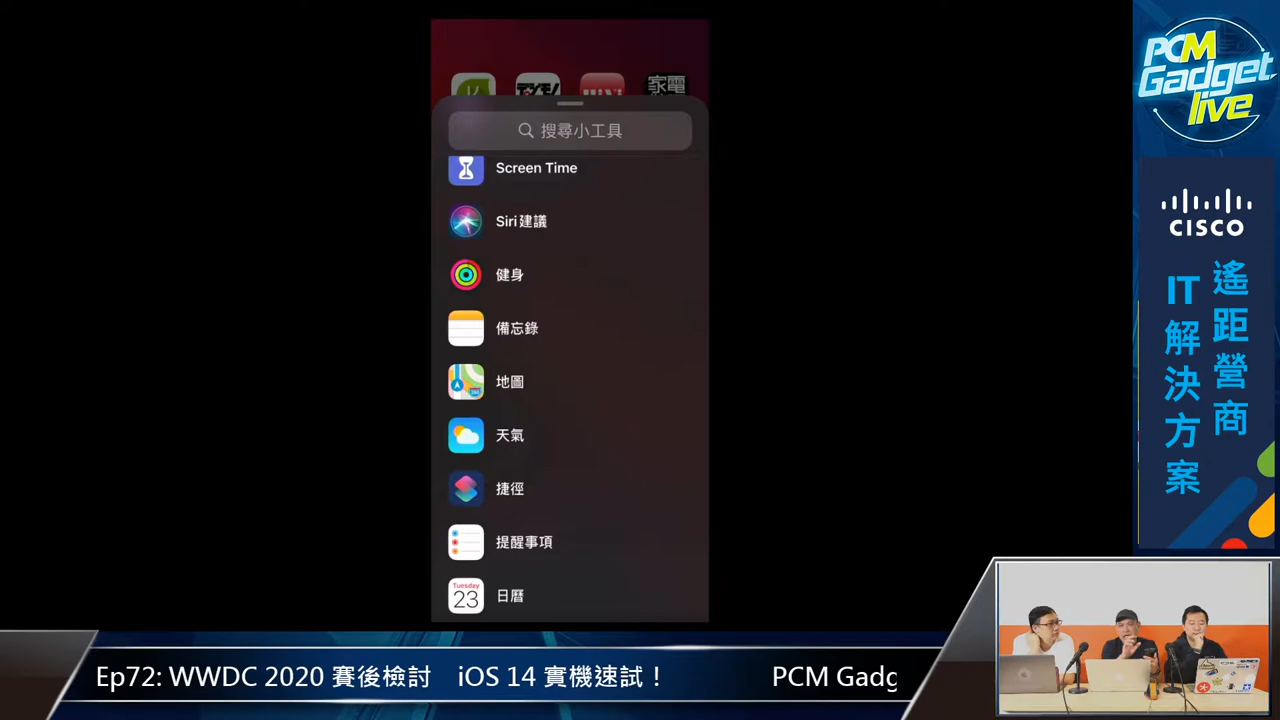 家電
搜尋小工具
Screen Time
Siri建議
健身
備忘錄
地圖
天氣
捷徑
提醒事項
Tuesday
23
日曆
PCM
Gadget
live
CISCO
遙距營商
IT解決方案
Ep72: WWDC 2020 賽後檢討 iOS 14 實機速試！ PCM Gadg